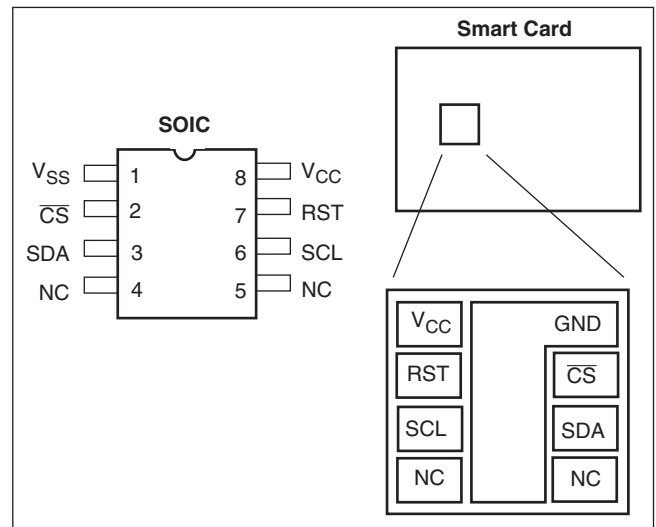 Smart Card
SOIC
VSS 1 8 VCC
CS 2 7 RST
SDA 3 6 SCL
NC 4 5 NC
VCC GND
RST CS
SCL SDA
NC NC